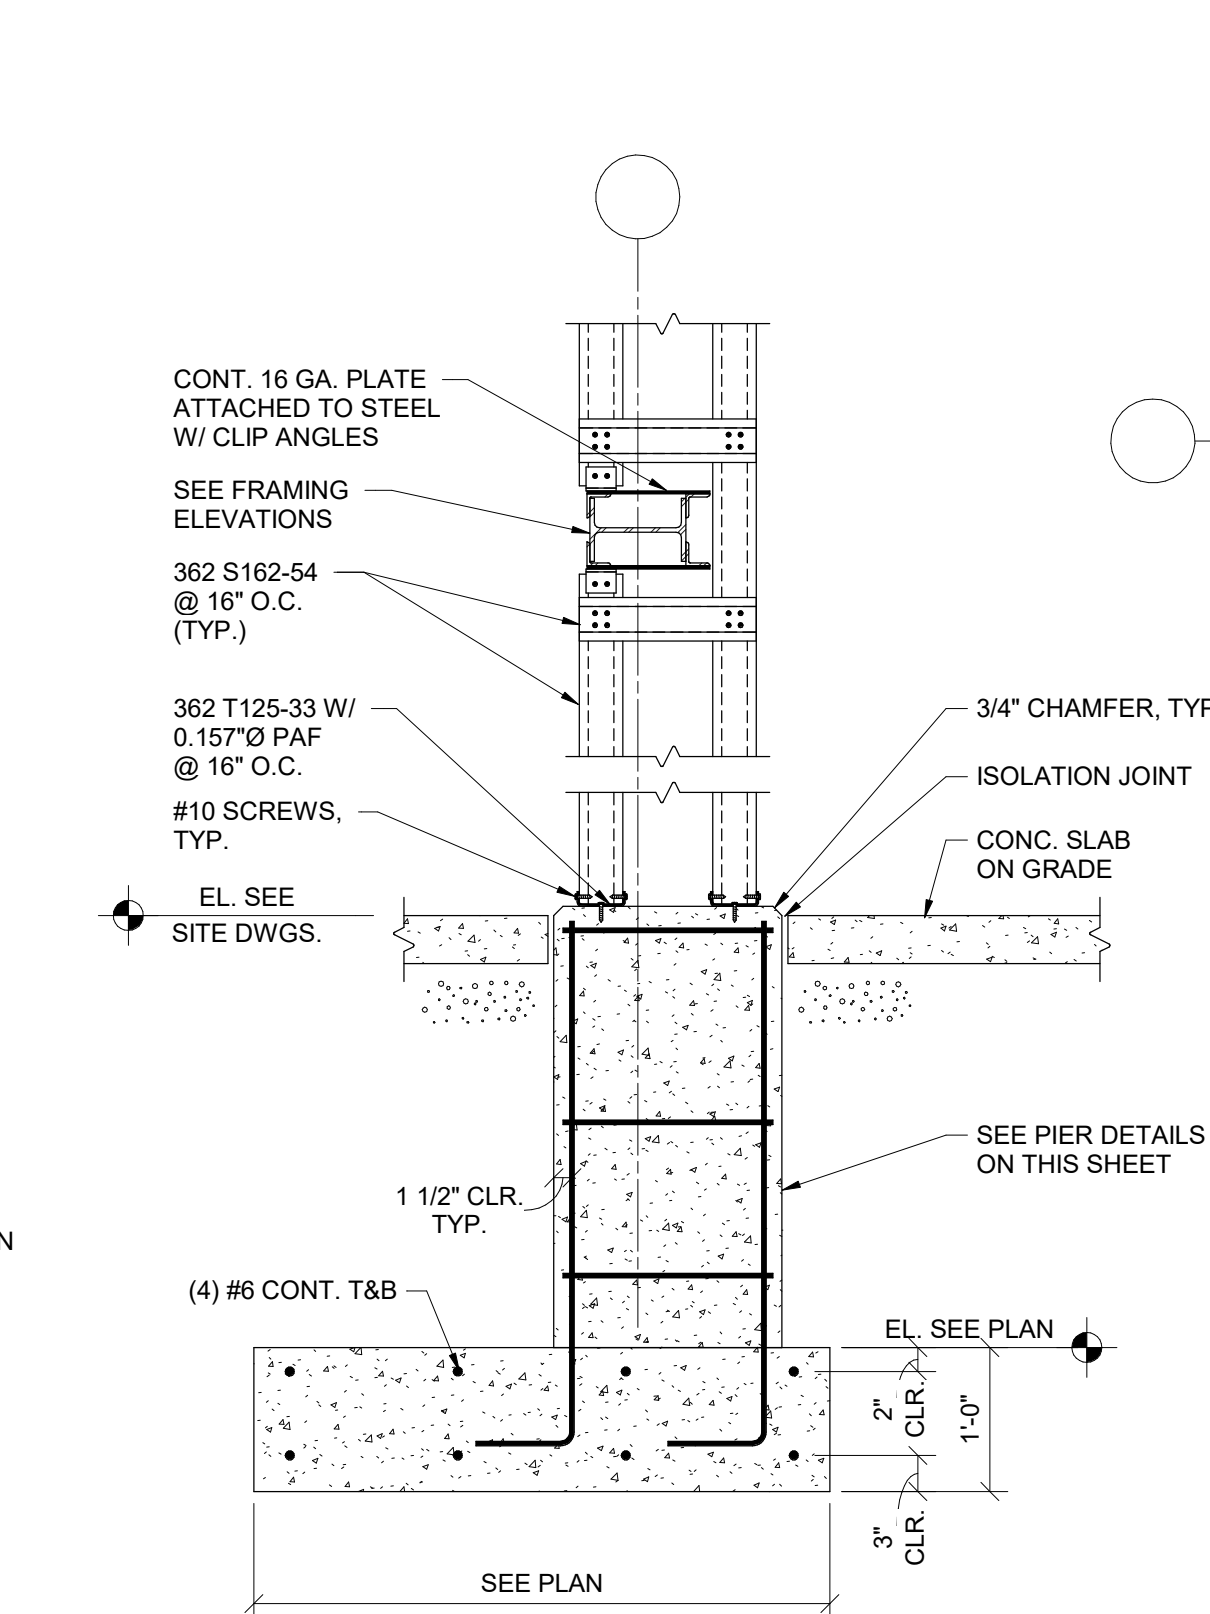 CONT. 16 GA. PLATE
ATTACHED TO STEEL
W/ CLIP ANGLES
SEE FRAMING
ELEVATIONS
362 S162-54
@ 16" O.C.
(TYP.)
362 T125-33 W/
0.157"Ø PAF
@ 16" O.C.
#10 SCREWS,
TYP.
EL. SEE
SITE DWGS.
3/4" CHAMFER, TYP
ISOLATION JOINT
CONC. SLAB
ON GRADE
SEE PIER DETAILS
ON THIS SHEET
1 1/2" CLR.
TYP.
N
(4) #6 CONT. T&B
EL. SEE PLAN
2"
CLR.
1'-0"
3"
CLR.
SEE PLAN